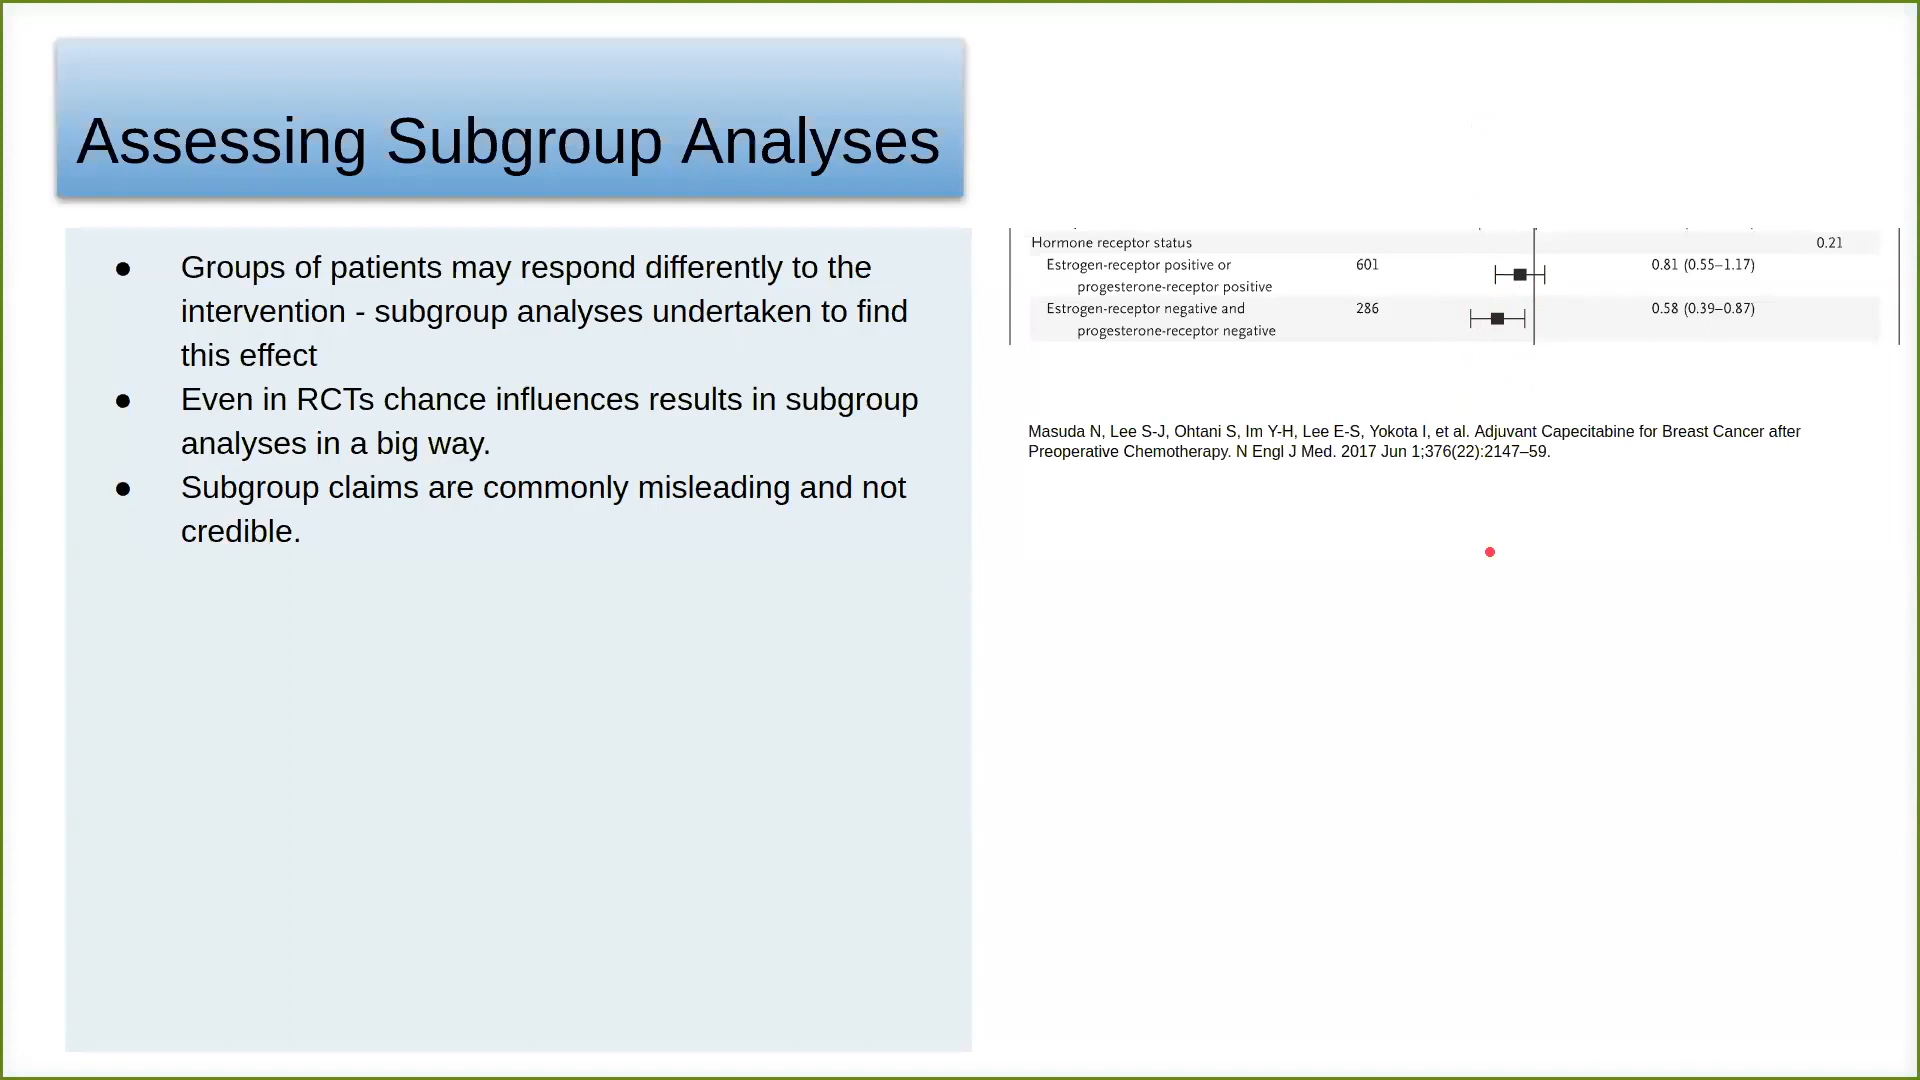 Assessing Subgroup Analyses
● Groups of patients may respond differently to the
intervention - subgroup analyses undertaken to find
this effect
● Even in RCTs chance influences results in subgroup
analyses in a big way.
● Subgroup claims are commonly misleading and not
credible.
Hormone receptor status 0.21
Estrogen-receptor positive or 601 0.81 (0.55–1.17)
progesterone-receptor positive
Estrogen-receptor negative and 286 0.58 (0.39–0.87)
progesterone-receptor negative
Masuda N, Lee S-J, Ohtani S, Im Y-H, Lee E-S, Yokota I, et al. Adjuvant Capecitabine for Breast Cancer after
Preoperative Chemotherapy. N Engl J Med. 2017 Jun 1;376(22):2147–59.